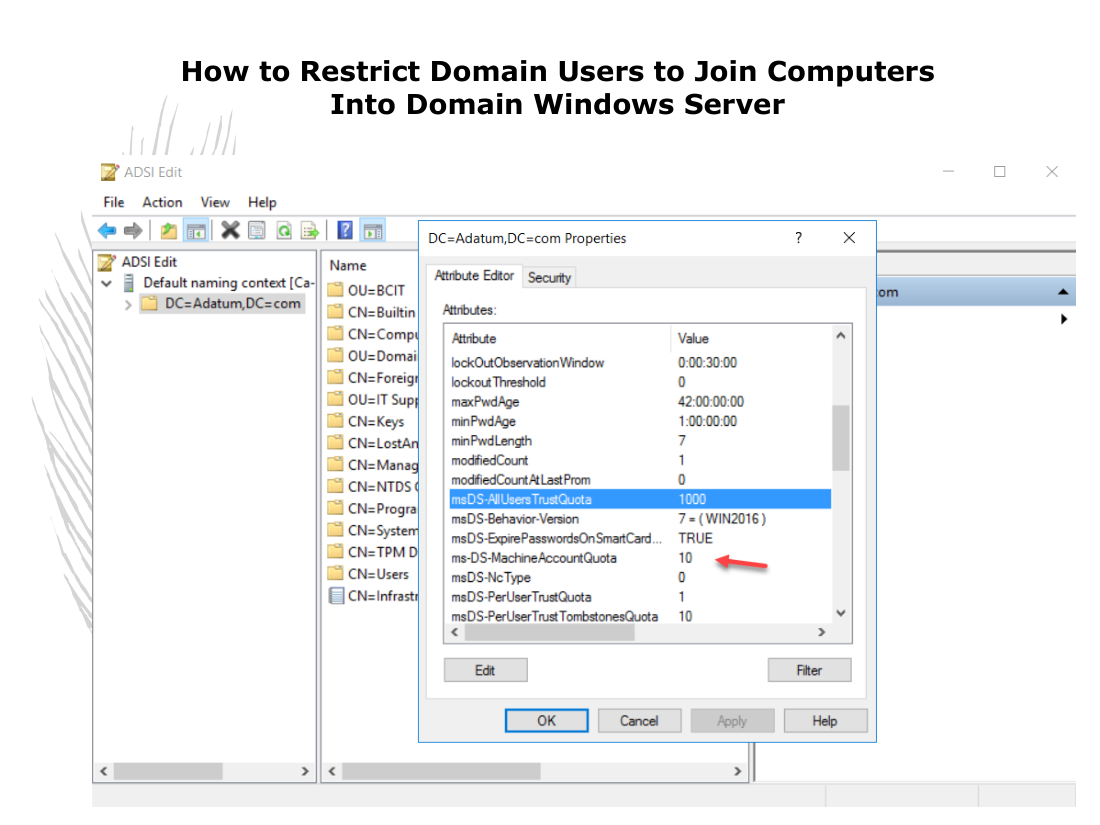 How to Restrict Domain Users to Join Computers
Into Domain Windows Server
ADSI Edit
File Action View Help
DC=Adatum,DC=com Properties
ADSI Edit
Default naming context [Ca-
DC=Adatum,DC=com
Name
OU=BCIT
CN=Builtin
CN=Compu
OU=Domai
CN=Foreign
OU=IT Supp
CN=Keys
CN=LostAn
CN=Manag
CN=NTDS Q
CN=Progra
CN=System
CN=TPM D
CN=Users
CN=Infrastr
om
Attribute Editor Security
Attributes:
Attribute Value
lockOutObservationWindow 0:00:30:00
lockoutThreshold 0
maxPwdAge 42:00:00:00
minPwdAge 1:00:00:00
minPwdLength 7
modifiedCount 1
modifiedCountAtLastProm 0
msDS-AllUsersTrustQuota 1000
msDS-Behavior-Version 7 = ( WIN2016 )
msDS-ExpirePasswordsOnSmartCard... TRUE
ms-DS-MachineAccountQuota 10
msDS-NcType 0
msDS-PerUserTrustQuota 1
msDS-PerUserTrustTombstonesQuota 10
Edit Filter
OK Cancel Apply Help